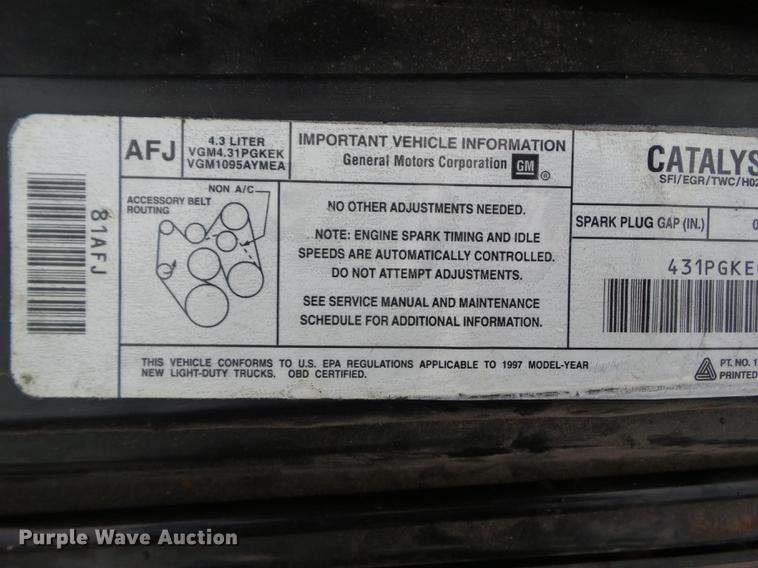 81AFJ
AFJ
4.3 LITER
VGM4.31PGKEK
VGM1095AYMEA
IMPORTANT VEHICLE INFORMATION
General Motors Corporation GM ®
CATALYS
SFI/EGR/TWC/HO2
ACCESSORY BELT
ROUTING
NON A/C
NO OTHER ADJUSTMENTS NEEDED.
NOTE: ENGINE SPARK TIMING AND IDLE
SPEEDS ARE AUTOMATICALLY CONTROLLED.
DO NOT ATTEMPT ADJUSTMENTS.
SEE SERVICE MANUAL AND MAINTENANCE
SCHEDULE FOR ADDITIONAL INFORMATION.
SPARK PLUG GAP (IN.) 0
431PGKE
THIS VEHICLE CONFORMS TO U.S. EPA REGULATIONS APPLICABLE TO 1997 MODEL-YEAR
NEW LIGHT-DUTY TRUCKS. OBD CERTIFIED.
PT. NO. 1
PRINTED
Purple Wave Auction